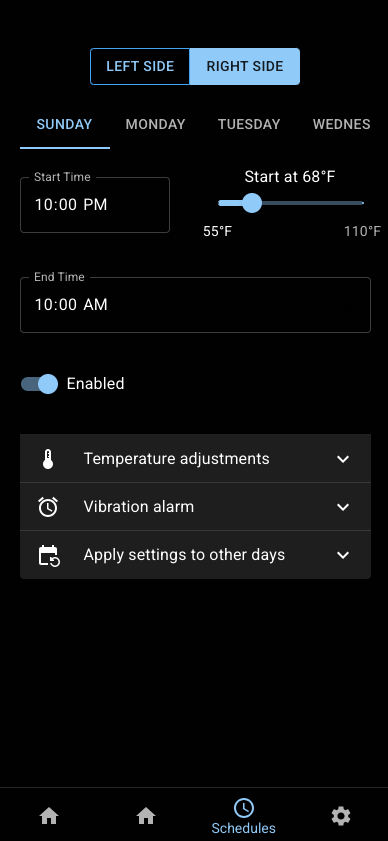 LEFT SIDE RIGHT SIDE
SUNDAY MONDAY TUESDAY WEDNES
Start Time
10:00 PM
Start at 68°F
55°F 110°F
End Time
10:00 AM
Enabled
Temperature adjustments
Vibration alarm
Apply settings to other days
Schedules